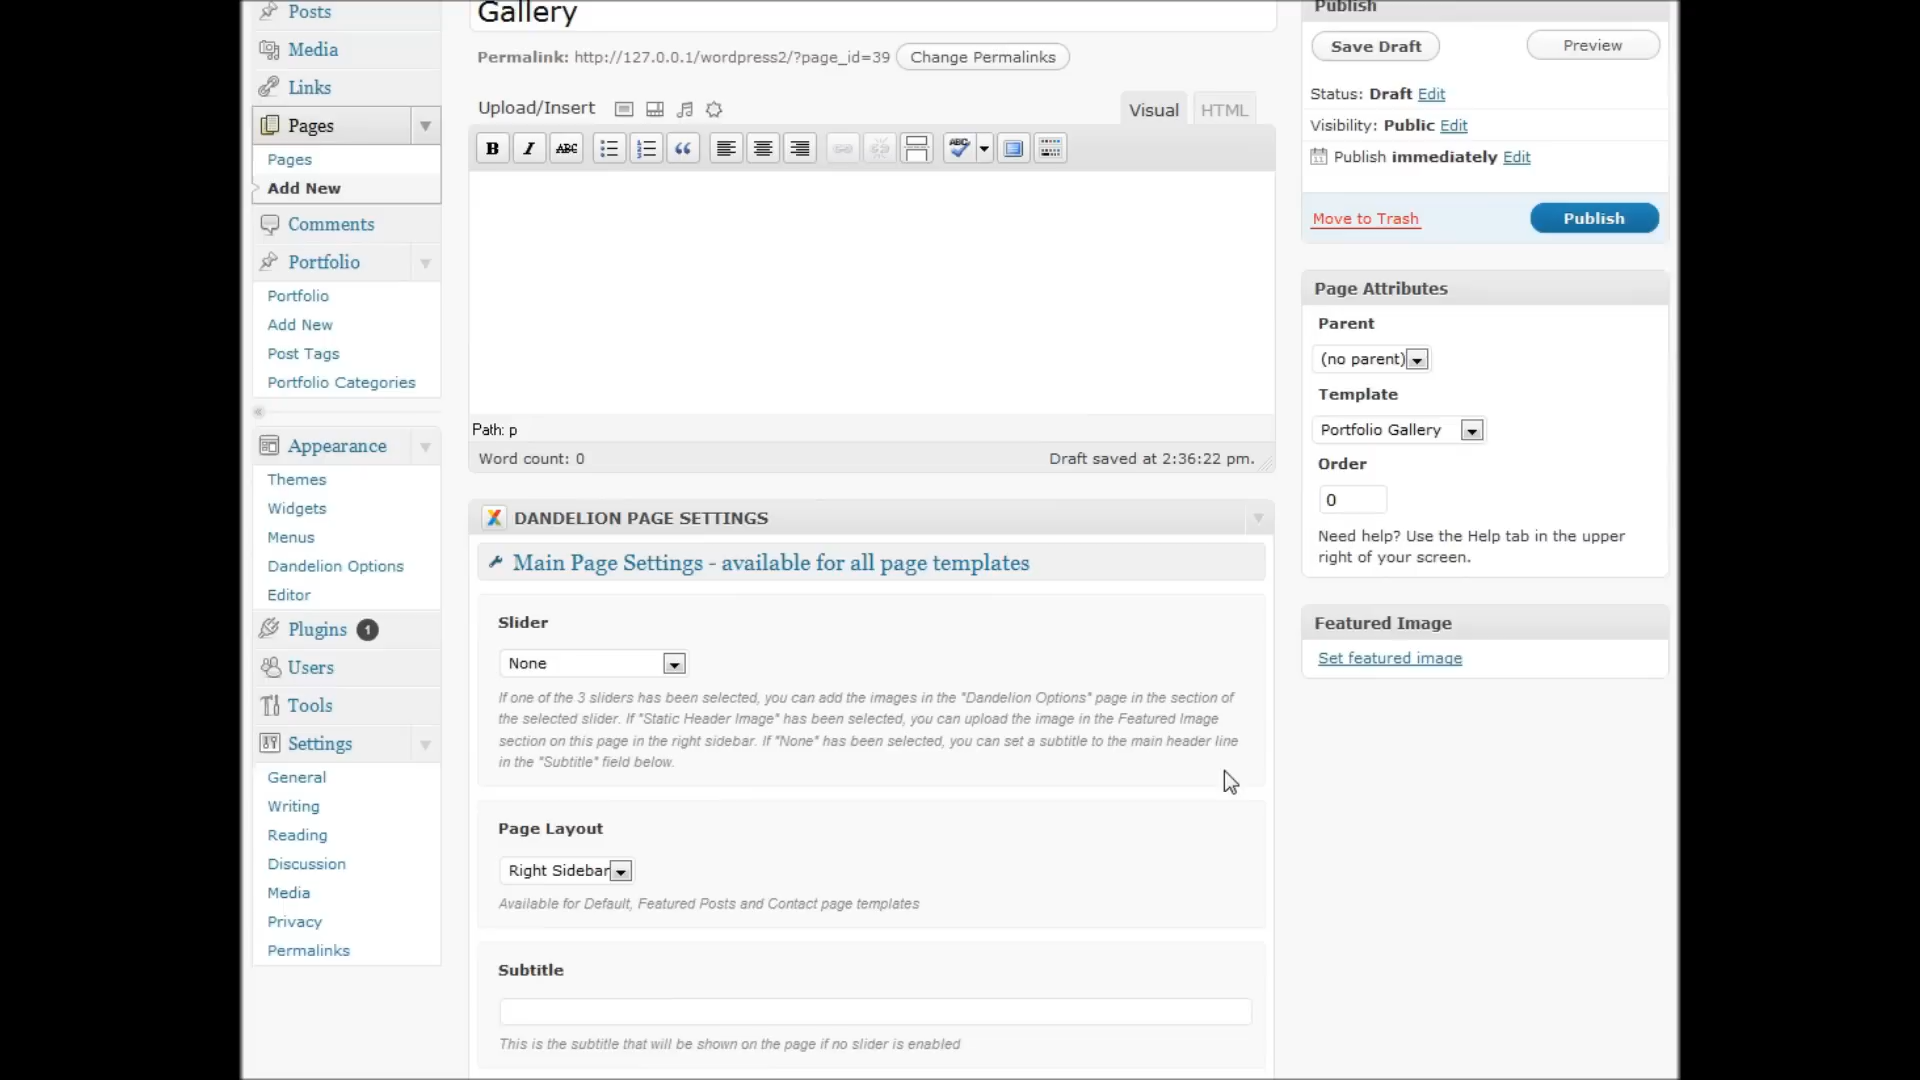 Posts
Media
Links
Pages
Pages
Add New
Comments
Portfolio
Portfolio
Add New
Post Tags
Portfolio Categories
Appearance
Themes
Widgets
Menus
Dandelion Options
Editor
Plugins 1
Users
Tools
Settings
General
Writing
Reading
Discussion
Media
Privacy
Permalinks
Gallery
Permalink: http://127.0.0.1/wordpress2/?page_id=39 Change Permalinks
Upload/Insert
Visual HTML
B I ABC ABC
Path: p
Word count: 0 Draft saved at 2:36:22 pm.
DANDELION PAGE SETTINGS
Main Page Settings - available for all page templates
Slider
None
If one of the 3 sliders has been selected, you can add the images in the "Dandelion Options" page in the section of
the selected slider. If "Static Header Image" has been selected, you can upload the image in the Featured Image
section on this page in the right sidebar. If "None" has been selected, you can set a subtitle to the main header line
in the "Subtitle" field below.
Page Layout
Right Sidebar
Available for Default, Featured Posts and Contact page templates
Subtitle
This is the subtitle that will be shown on the page if no slider is enabled
Publish
Save Draft Preview
Status: Draft Edit
Visibility: Public Edit
Publish immediately Edit
Move to Trash Publish
Page Attributes
Parent
(no parent)
Template
Portfolio Gallery
Order
0
Need help? Use the Help tab in the upper
right of your screen.
Featured Image
Set featured image